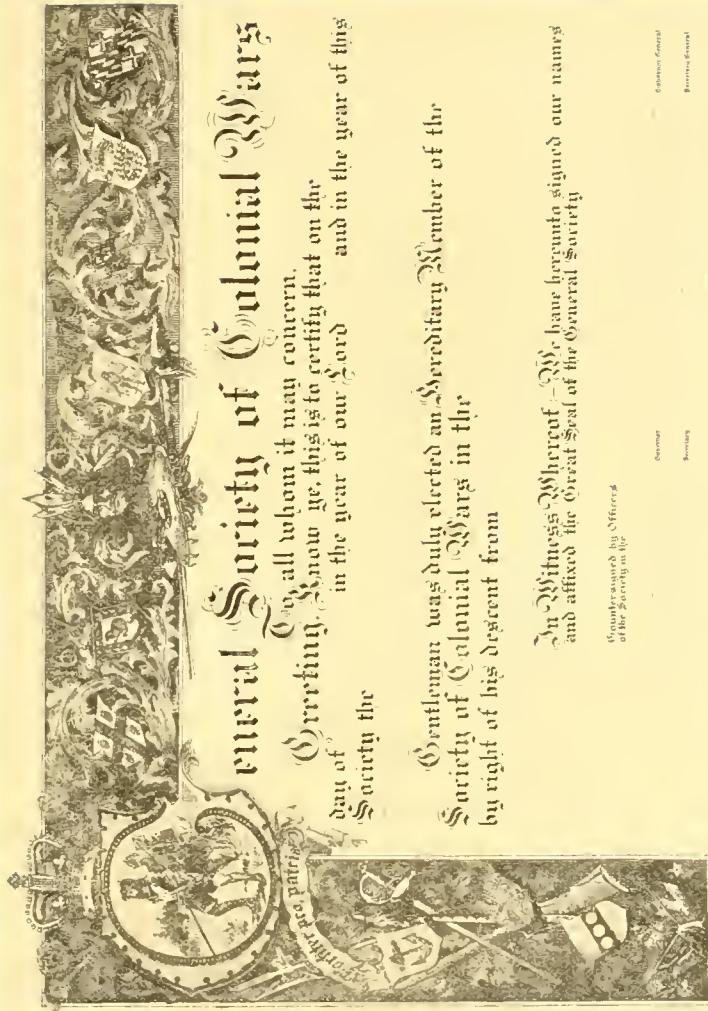 eneral Society of Colonial Wars
To all whom it may concern,
Greeting. Know ye, this is to certify that on the
day of in the year of our Lord and in the year of this
Society the
Gentleman was duly elected an Hereditary Member of the
Society of Colonial Wars in the
by right of his descent from
In Witness Whereof :– We have hereunto signed our names
and affixed the Great Seal of the General Society
Countersigned by Officers
of the Society in the
Governor
Secretary
Governor General
Secretary General
Fortiter Pro Patria